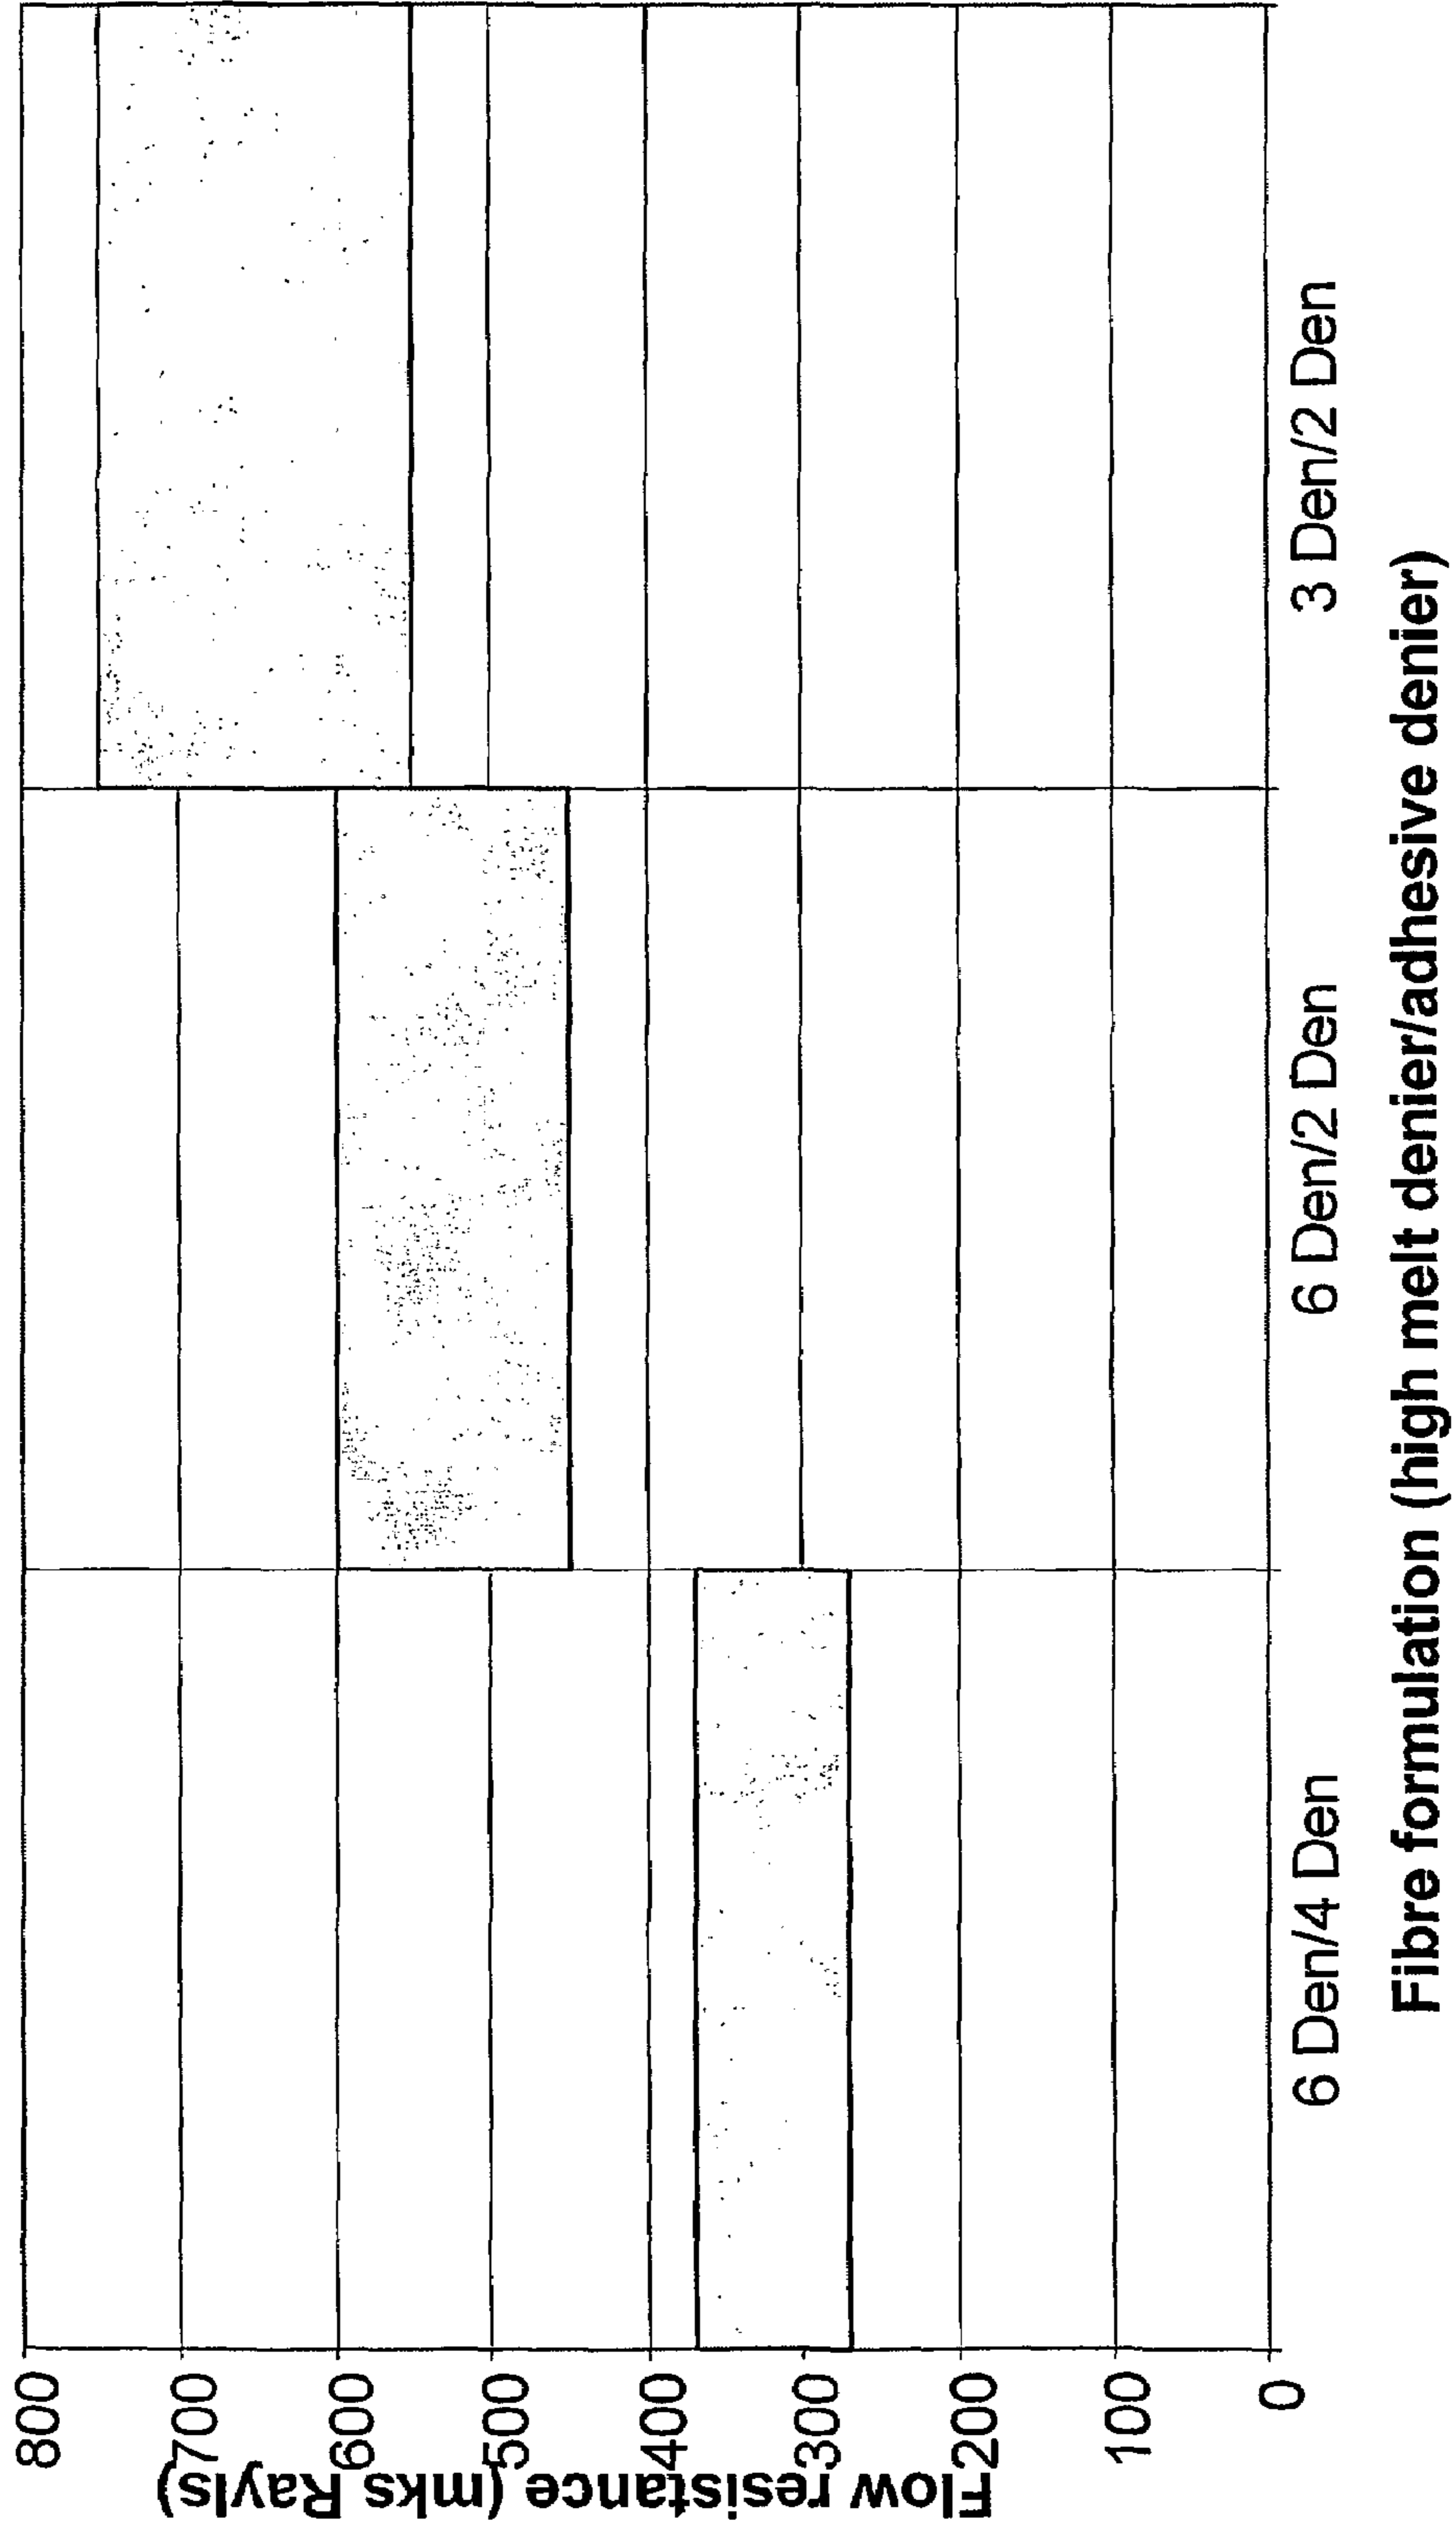 Flow resistance (mks Rayls)
800
700
600
500
400
300
200
100
0
6 Den/4 Den
6 Den/2 Den
3 Den/2 Den
Fibre formulation (high melt denier/adhesive denier)